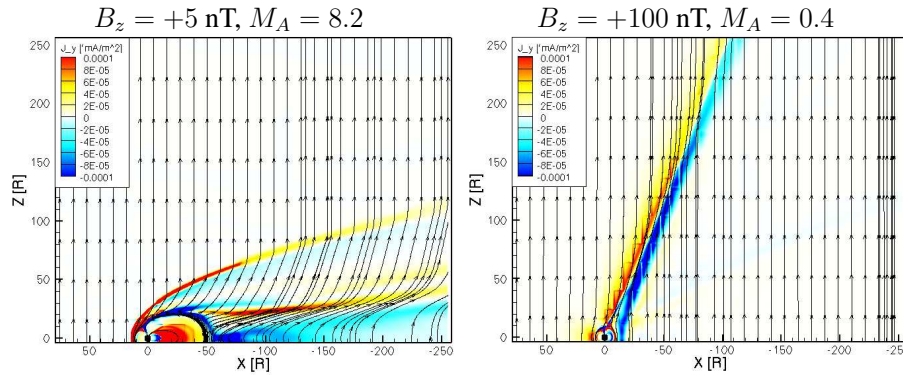 B_z = +5 nT, M_A = 8.2
B_z = +100 nT, M_A = 0.4
J_y [`mA/m^2]
0.0001
8E-05
6E-05
4E-05
2E-05
0
-2E-05
-4E-05
-6E-05
-8E-05
-0.0001
Z [R]
250
200
150
100
50
0
50
0
-50
-100
-150
-200
-250
X [R]
J_y [`mA/m^2]
0.0001
8E-05
6E-05
4E-05
2E-05
0
-2E-05
-4E-05
-6E-05
-8E-05
-0.0001
Z [R]
250
200
150
100
50
0
50
0
-50
-100
-150
-200
-250
X [R]